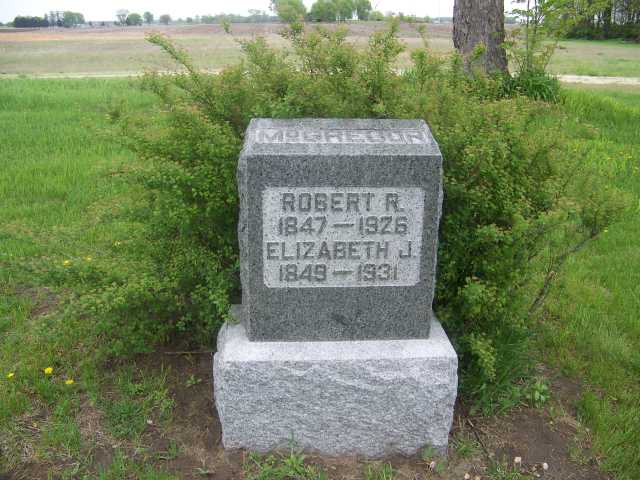 McGREGOR
ROBERT R.
1847 — 1926
ELIZABETH J.
1849 — 1931